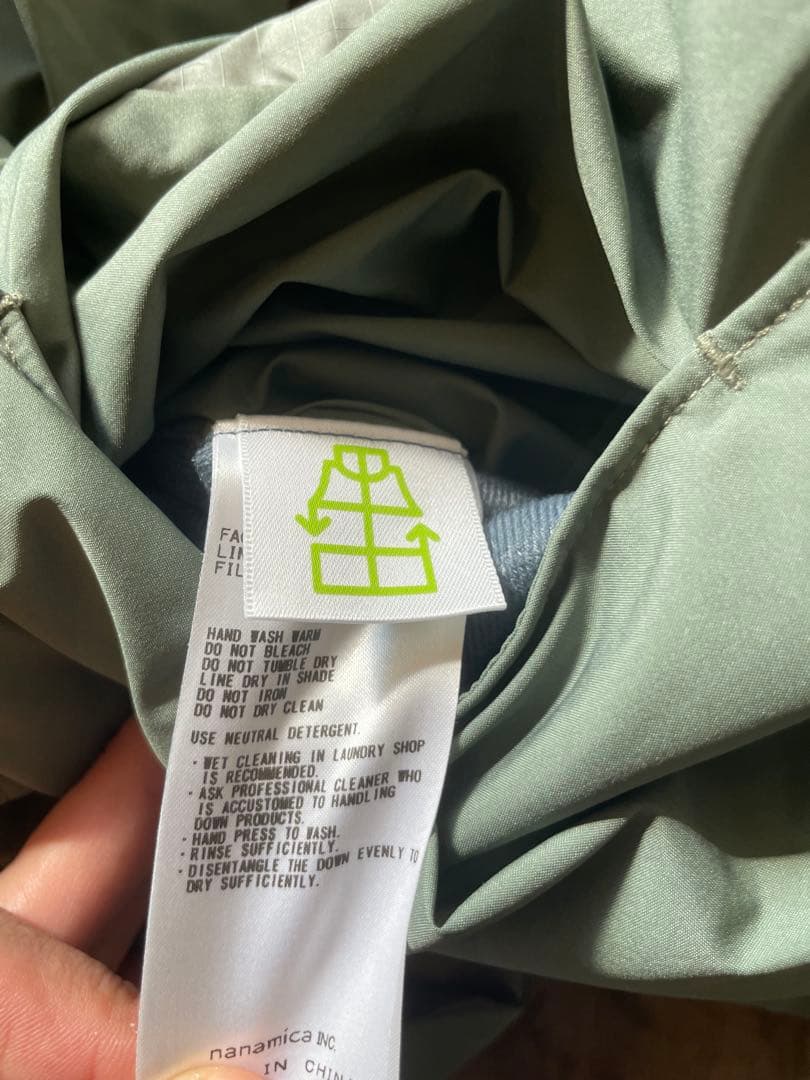 HAND WASH WARM
DO NOT BLEACH
DO NOT TUMBLE DRY
LINE DRY IN SHADE
DO NOT IRON
DO NOT DRY CLEAN
USE NEUTRAL DETERGENT.
・WET CLEANING IN LAUNDRY SHOP
IS RECOMMENDED.
・ASK PROFESSIONAL CLEANER WHO
IS ACCUSTOMED TO HANDLING
DOWN PRODUCTS.
・HAND PRESS TO WASH.
・RINSE SUFFICIENTLY.
・DISENTANGLE THE DOWN EVENLY TO
DRY SUFFICIENTLY.
nanamica INC.
IN